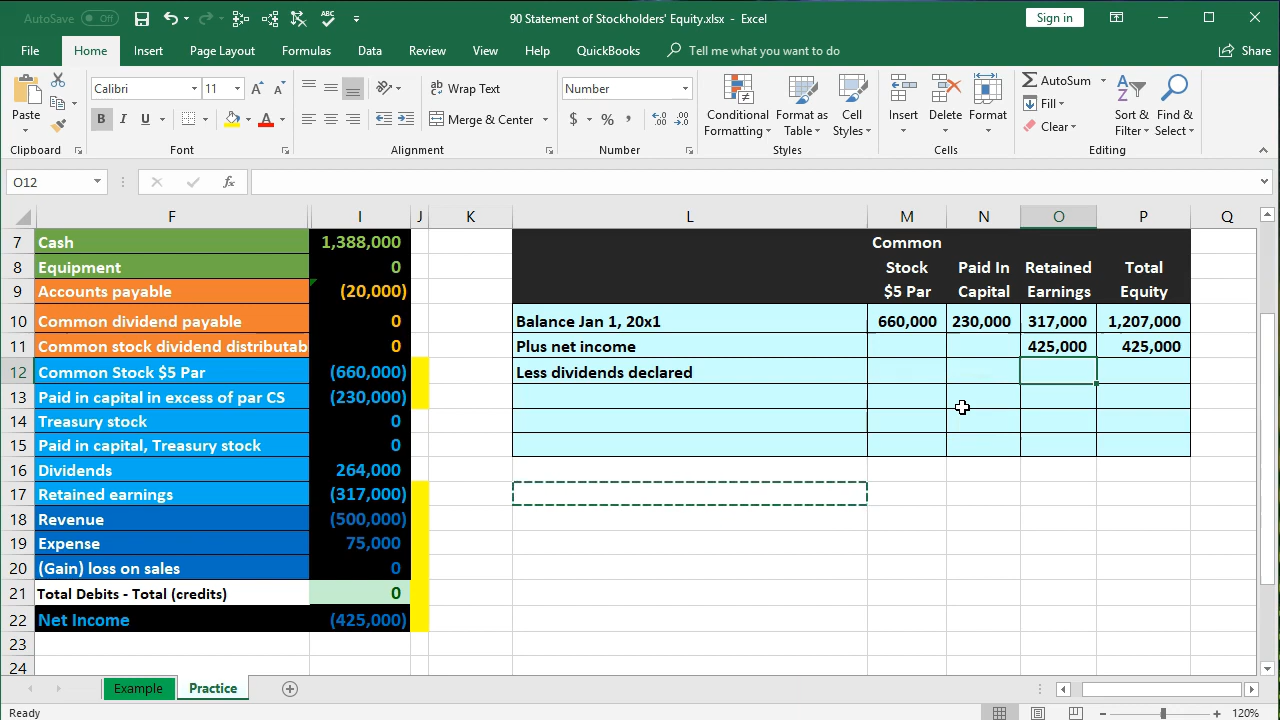 AutoSave Off 90 Statement of Stockholders' Equity.xlsx - Excel Sign in
File Home Insert Page Layout Formulas Data Review View Help QuickBooks Tell me what you want to do Share
Paste Calibri 11 Wrap Text Number Conditional Formatting Format as Table Cell Styles Insert Delete Format AutoSum Sort & Filter Find & Select
B I U Merge & Center $ % Fill
Clear
Clipboard Font Alignment Number Styles Cells Editing
O12 fx
F I J K L M N O P Q
7 Cash 1,388,000 Common
8 Equipment 0 Stock Paid In Retained Total
9 Accounts payable (20,000) $5 Par Capital Earnings Equity
10 Common dividend payable 0 Balance Jan 1, 20x1 660,000 230,000 317,000 1,207,000
11 Common stock dividend distributab 0 Plus net income 425,000 425,000
12 Common Stock $5 Par (660,000) Less dividends declared
13 Paid in capital in excess of par CS (230,000)
14 Treasury stock 0
15 Paid in capital, Treasury stock 0
16 Dividends 264,000
17 Retained earnings (317,000)
18 Revenue (500,000)
19 Expense 75,000
20 (Gain) loss on sales 0
21 Total Debits - Total (credits) 0
22 Net Income (425,000)
23
24
Example Practice
Ready 120%